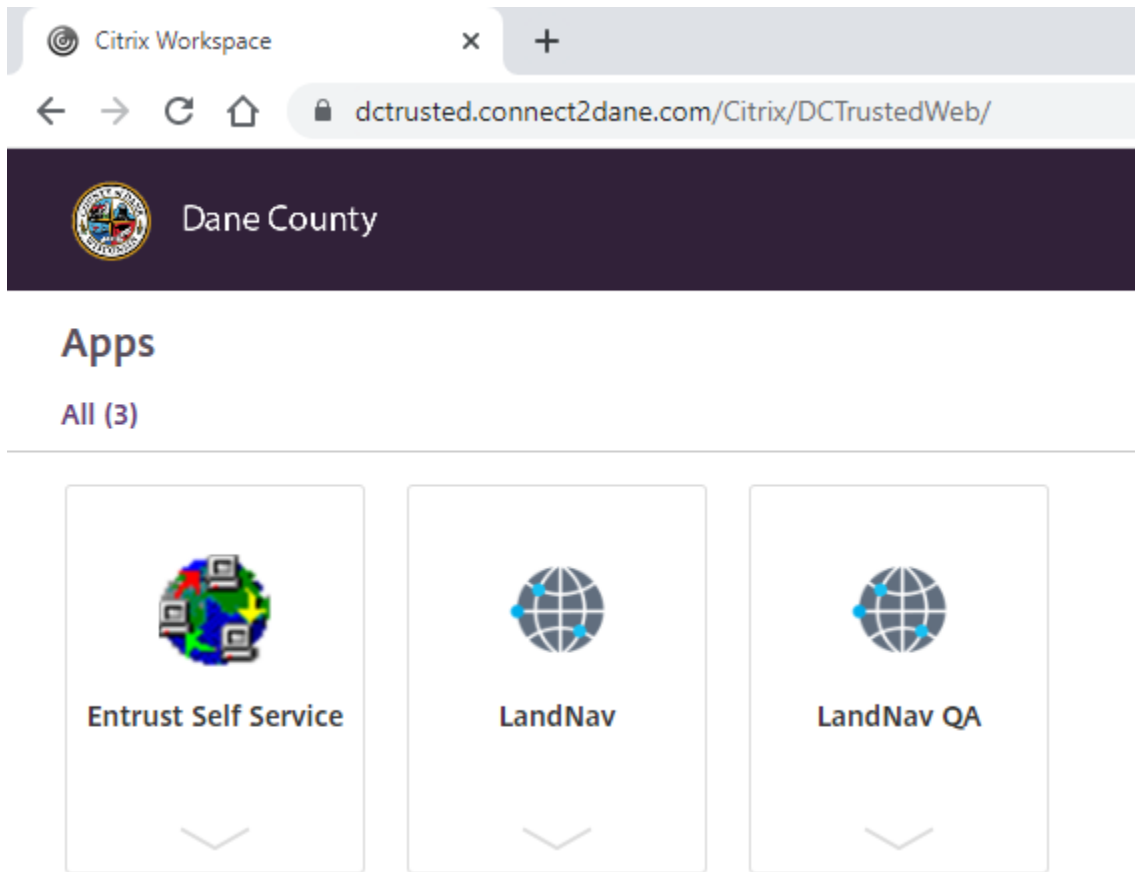 Citrix Workspace
dctrusted.connect2dane.com/Citrix/DCTrustedWeb/
Dane County
Apps
All (3)
Entrust Self Service
LandNav
LandNav QA